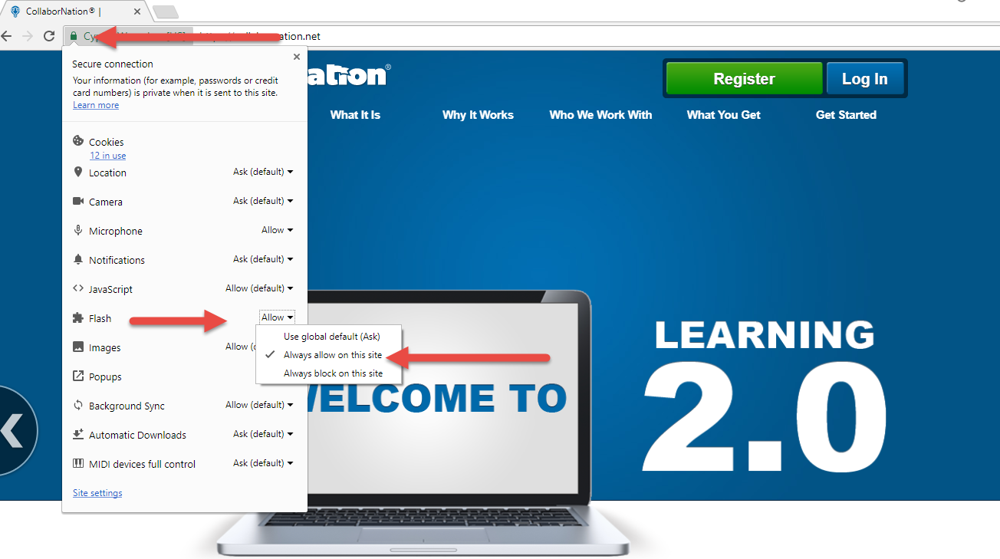 CollaborNation® |
ation.net
Secure connection
Your information (for example, passwords or credit
card numbers) is private when it is sent to this site.
Learn more
ation®
Register
Log In
What It Is
Why It Works
Who We Work With
What You Get
Get Started
Cookies
12 in use
Location Ask (default)
Camera Ask (default)
Microphone Allow
Notifications Ask (default)
JavaScript Allow (default)
Flash Allow
Use global default (Ask)
Always allow on this site
Always block on this site
Images Allow
Popups
Background Sync Allow (default)
Automatic Downloads Ask (default)
MIDI devices full control Ask (default)
Site settings
WELCOME TO
LEARNING
2.0